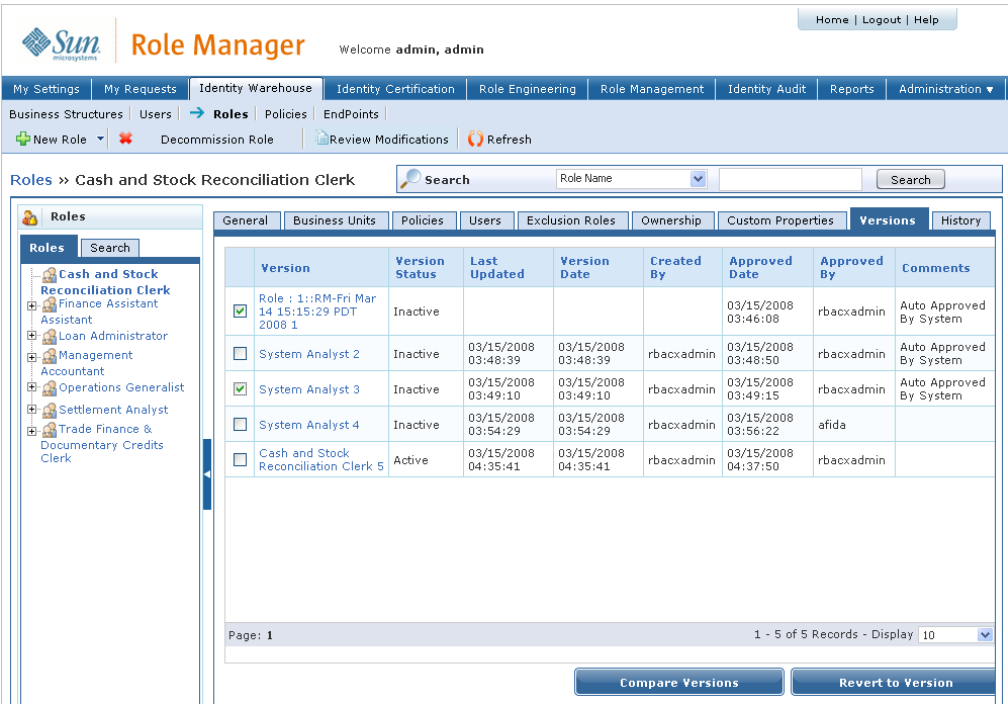 Home | Logout | Help
Sun
microsystems
Role Manager
Welcome admin, admin
My Settings My Requests Identity Warehouse Identity Certification Role Engineering Role Management Identity Audit Reports Administration ▼
Business Structures Users Roles Policies EndPoints
New Role Decommission Role Review Modifications Refresh
Roles » Cash and Stock Reconciliation Clerk
Search Role Name Search
Roles
Roles Search
Cash and Stock
Reconciliation Clerk
Finance Assistant
Assistant
Loan Administrator
Management
Accountant
Operations Generalist
Settlement Analyst
Trade Finance &
Documentary Credits
Clerk
General Business Units Policies Users Exclusion Roles Ownership Custom Properties Versions History
Version Version Status Last Updated Version Date Created By Approved Date Approved By Comments
Role : 1::RM-Fri Mar 14 15:15:29 PDT 2008 1 Inactive 03/15/2008 03:46:08 rbacxadmin Auto Approved By System
System Analyst 2 Inactive 03/15/2008 03:48:39 03/15/2008 03:48:39 rbacxadmin 03/15/2008 03:48:50 rbacxadmin Auto Approved By System
System Analyst 3 Inactive 03/15/2008 03:49:10 03/15/2008 03:49:10 rbacxadmin 03/15/2008 03:49:15 rbacxadmin Auto Approved By System
System Analyst 4 Inactive 03/15/2008 03:54:29 03/15/2008 03:54:29 rbacxadmin 03/15/2008 03:56:22 afida
Cash and Stock Reconciliation Clerk 5 Active 03/15/2008 04:35:41 03/15/2008 04:35:41 rbacxadmin 03/15/2008 04:37:50 rbacxadmin
Page: 1
1 - 5 of 5 Records - Display 10
Compare Versions
Revert to Version